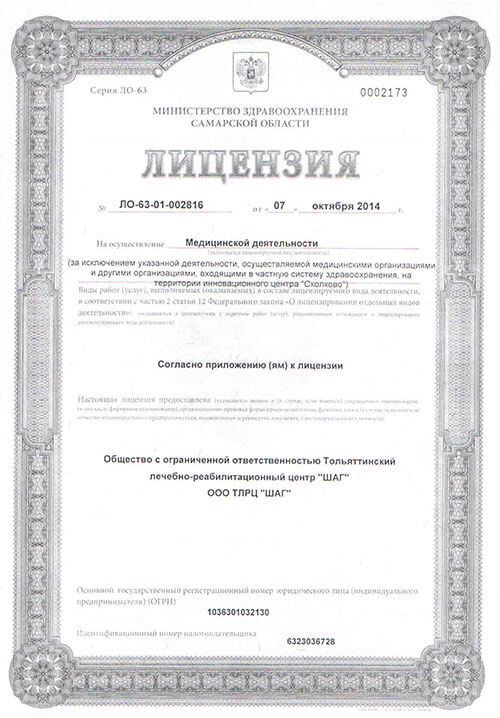 Серия ЛО-63
0002173
МИНИСТЕРСТВО ЗДРАВООХРАНЕНИЯ
САМАРСКОЙ ОБЛАСТИ
ЛИЦЕНЗИЯ
№ ЛО-63-01-002816 от « 07 » октября 2014 г.
На осуществление Медицинской деятельности
(указывается лицензируемый вид деятельности)
(за исключением указанной деятельности, осуществляемой медицинскими организациями
и другими организациями, входящими в частную систему здравоохранения, на
территории инновационного центра "Сколково")
Виды работ (услуг), выполняемых (оказываемых) в составе лицензируемого вида деятельности,
в соответствии с частью 2 статьи 12 Федерального закона «О лицензировании отдельных видов
деятельности» (указывается в соответствии с перечнем работ (услуг), установленным положением о лицензировании
соответствующего вида деятельности)
Согласно приложению (ям) к лицензии
Настоящая лицензия предоставлена (указывается полное и (в случае, если имеется) сокращенное наименование,
(в том числе фирменное наименование), организационно-правовая форма юридического лица, фамилия, имя и (в случае, если имеется)
отчество индивидуального предпринимателя, наименование и реквизиты документа, удостоверяющего его личность)
Общество с ограниченной ответственностью Тольяттинский
лечебно-реабилитационный центр "ШАГ"
ООО ТЛРЦ "ШАГ"
Основной государственный регистрационный номер юридического лица (индивидуального
предпринимателя) (ОГРН)
1036301032130
Идентификационный номер налогоплательщика 6323036728